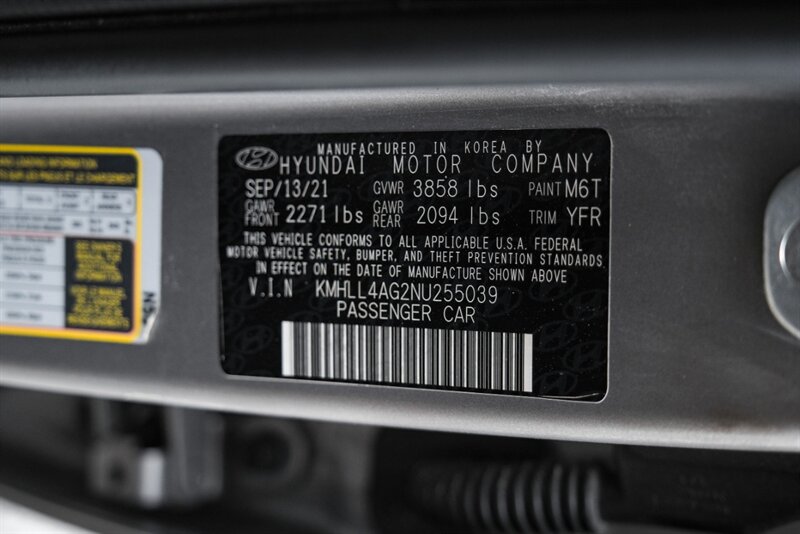 MANUFACTURED IN KOREA BY
HYUNDAI MOTOR COMPANY
SEP/13/21 GVWR 3858 lbs PAINT M6T
GAWR FRONT 2271 lbs GAWR REAR 2094 lbs TRIM YFR
THIS VEHICLE CONFORMS TO ALL APPLICABLE U.S.A. FEDERAL
MOTOR VEHICLE SAFETY, BUMPER, AND THEFT PREVENTION STANDARDS
IN EFFECT ON THE DATE OF MANUFACTURE SHOWN ABOVE
V.I.N KMHLL4AG2NU255039
PASSENGER CAR